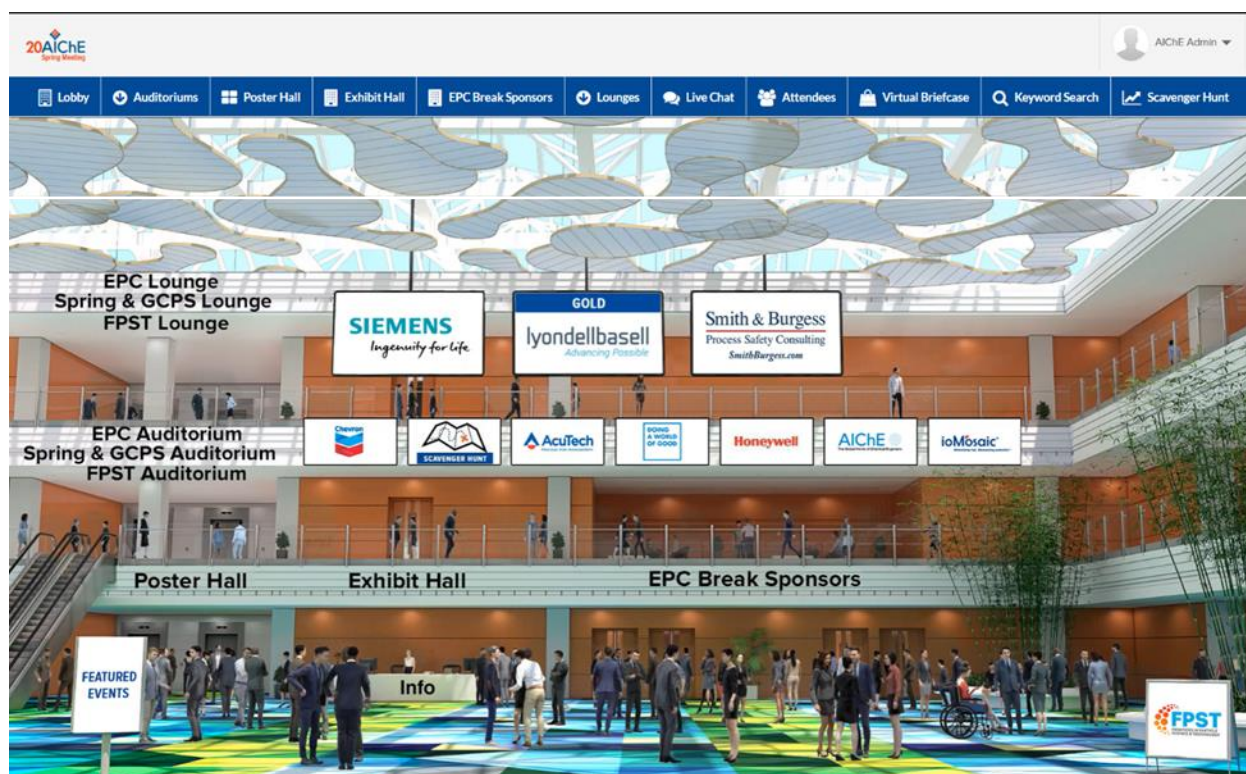 20AIChE
Spring Meeting
AIChE Admin
Lobby
Auditoriums
Poster Hall
Exhibit Hall
EPC Break Sponsors
Lounges
Live Chat
Attendees
Virtual Briefcase
Keyword Search
Scavenger Hunt
EPC Lounge
Spring & GCPS Lounge
FPST Lounge
SIEMENS
Ingenuity for life
GOLD
lyondellbasell
Advancing Possible
Smith & Burgess
Process Safety Consulting
SmithBurgess.com
EPC Auditorium
Spring & GCPS Auditorium
FPST Auditorium
Chevron
SCAVENGER HUNT
AcuTech
DOING
A WORLD
OF GOOD
Honeywell
AIChE
ioMosaic
Poster Hall
Exhibit Hall
EPC Break Sponsors
FEATURED
EVENTS
Info
FPST